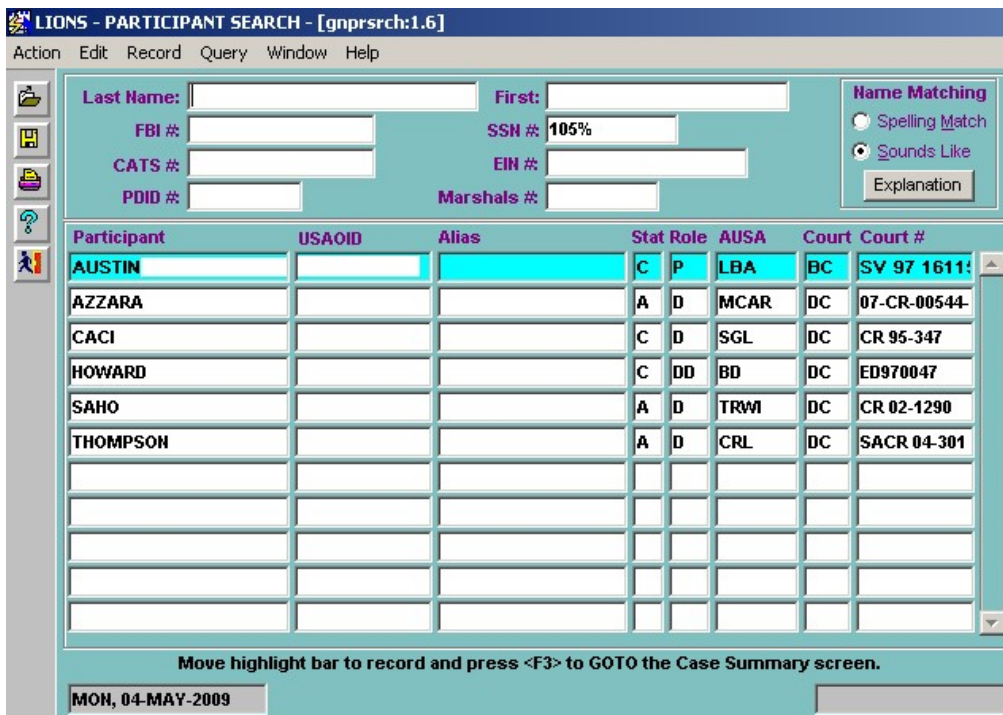 LIONS - PARTICIPANT SEARCH - [gnprsrch:1.6]
Action Edit Record Query Window Help
Last Name: First: Name Matching
FBI #: SSN #: 105% Spelling Match
CATS #: EIN #: Sounds Like
PDID #: Marshals #: Explanation
Participant USAOID Alias Stat Role AUSA Court Court #
AUSTIN C P LBA BC SV 97 1611
AZZARA A D MCAR DC 07-CR-00544-
CACI C D SGL DC CR 95-347
HOWARD C DD BD DC ED970047
SAHO A D TRWI DC CR 02-1290
THOMPSON A D CRL DC SACR 04-301
Move highlight bar to record and press <F3> to GOTO the Case Summary screen.
MON, 04-MAY-2009